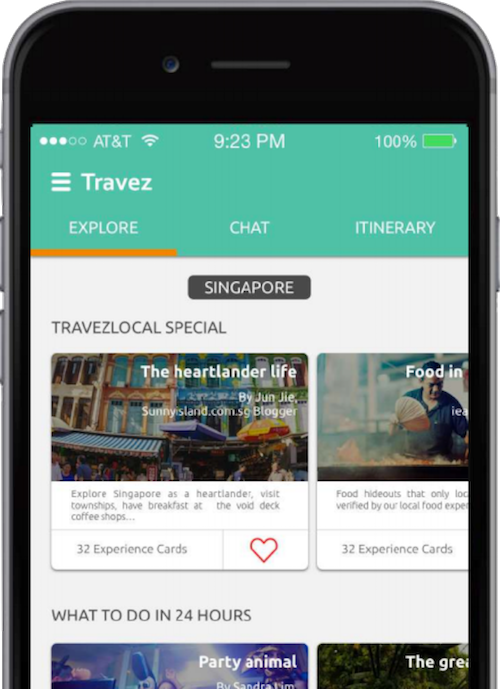 AT&T 9:23 PM 100%
Travez
EXPLORE CHAT ITINERARY
SINGAPORE
TRAVEZLOCAL SPECIAL
The heartlander life
By Jun Jie,
Sunnyisland.com.sg Blogger
Explore Singapore as a heartlander, visit
townships, have breakfast at the void deck
coffee shops...
32 Experience Cards
Food in
Food hideouts that only loc
verified by our local food exper
32 Experience Cards
WHAT TO DO IN 24 HOURS
Party animal
By Sandra Lim
The grea